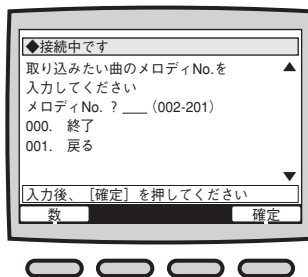 ◆接続中です
取り込みたい曲のメロディNo.を
入力してください
メロディNo. ? ___ (002-201)
000. 終了
001. 戻る
入力後、［確定］を押してください
数 確定